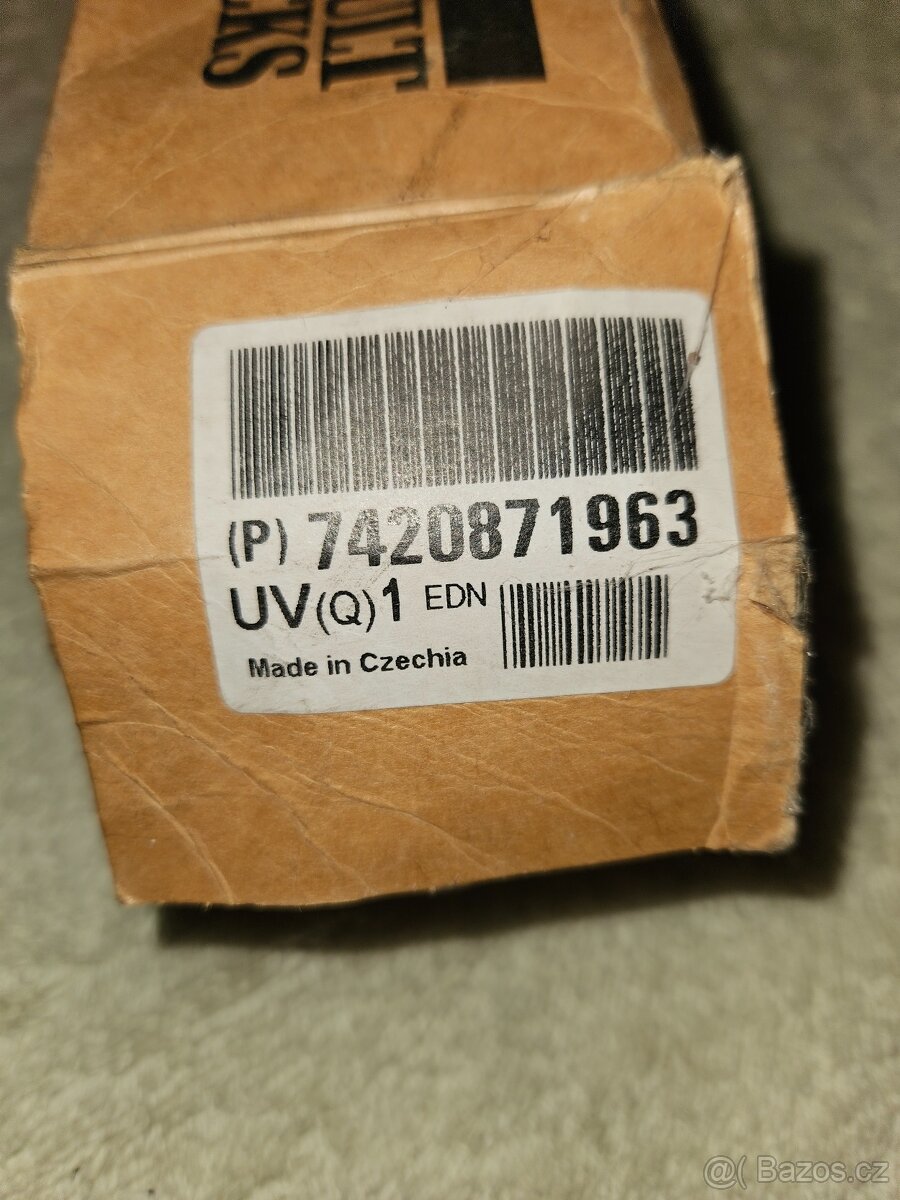 (P) 7420871963
UV(Q)1 EDN
Made in Czechia
@( Bazos.cz